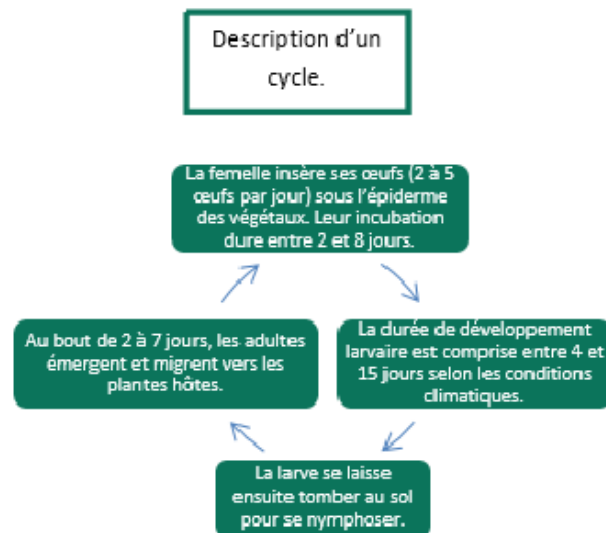 Description d’un
cycle.
La femelle insère ses œufs (2 à 5
œufs par jour) sous l’épiderme
des végétaux. Leur incubation
dure entre 2 et 8 jours.
La durée de développement
larvaire est comprise entre 4 et
15 jours selon les conditions
climatiques.
La larve se laisse
ensuite tomber au sol
pour se nymphoser.
Au bout de 2 à 7 jours, les adultes
émergent et migrent vers les
plantes hôtes.